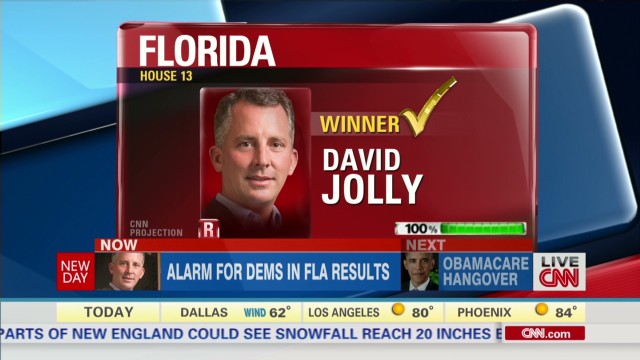 FLORIDA
HOUSE 13
WINNER
DAVID
JOLLY
CNN
PROJECTION
R
100%
NOW
NEXT
NEW
DAY
ALARM FOR DEMS IN FLA RESULTS
OBAMACARE
HANGOVER
LIVE
CNN
TODAY DALLAS WIND 62° LOS ANGELES 80° PHOENIX 84°
PARTS OF NEW ENGLAND COULD SEE SNOWFALL REACH 20 INCHES
CNN.com